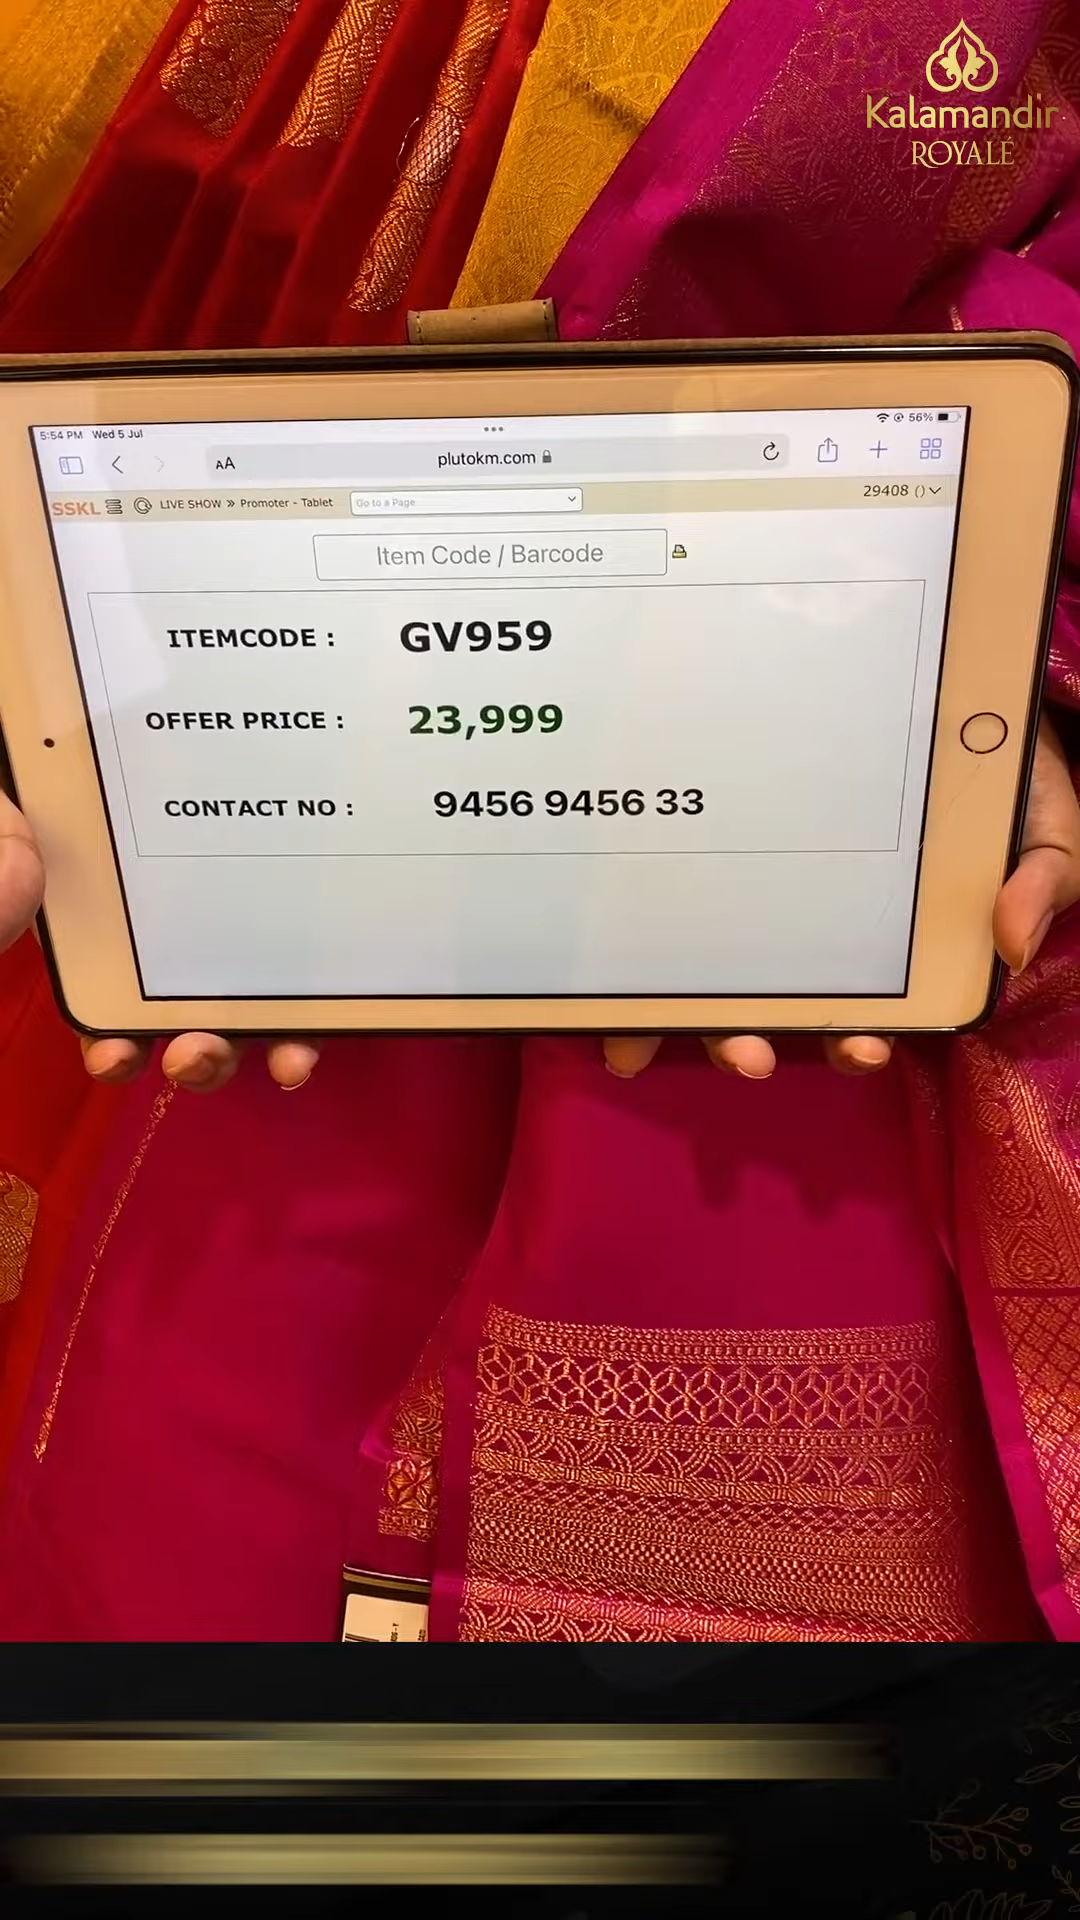 Kalamandir
ROYALÉ
5:54 PM Wed 5 Jul
56%
AA
plutokm.com
SSKL
LIVE SHOW » Promoter - Tablet
Go to a Page
29408 ()
Item Code / Barcode
ITEMCODE : GV959
OFFER PRICE : 23,999
CONTACT NO : 9456 9456 33